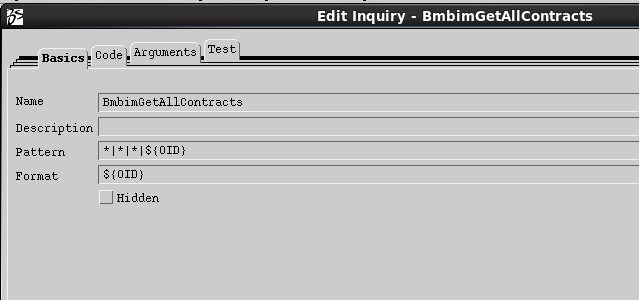 Edit Inquiry - BmbimGetAllContracts
Basics Code Arguments Test
Name BmbimGetAllContracts
Description
Pattern *|*|*|${OID}
Format ${OID}
Hidden